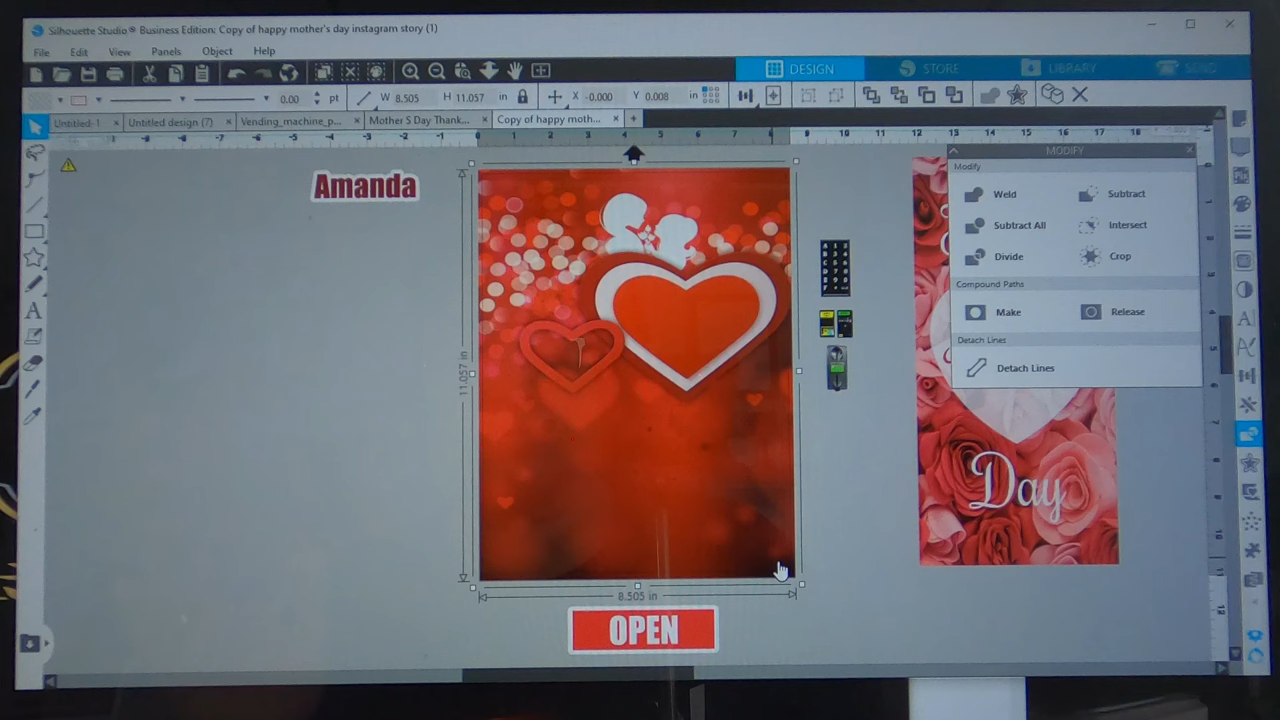 Silhouette Studio® Business Edition: Copy of happy mother's day instagram story (1)
File Edit View Panels Object Help
DESIGN STORE LIBRARY SEND
0.00 pt W 8.505 H 11.057 in X -0.000 Y 0.008 in
Untitled-1 Untitled design (7) Vending_machine_p... Mother S Day Thank... Copy of happy moth...
MODIFY
Modify
Weld Subtract
Subtract All Intersect
Divide Crop
Compound Paths
Make Release
Detach Lines
Detach Lines
Amanda
11.057 in
8.505 in
Day
OPEN